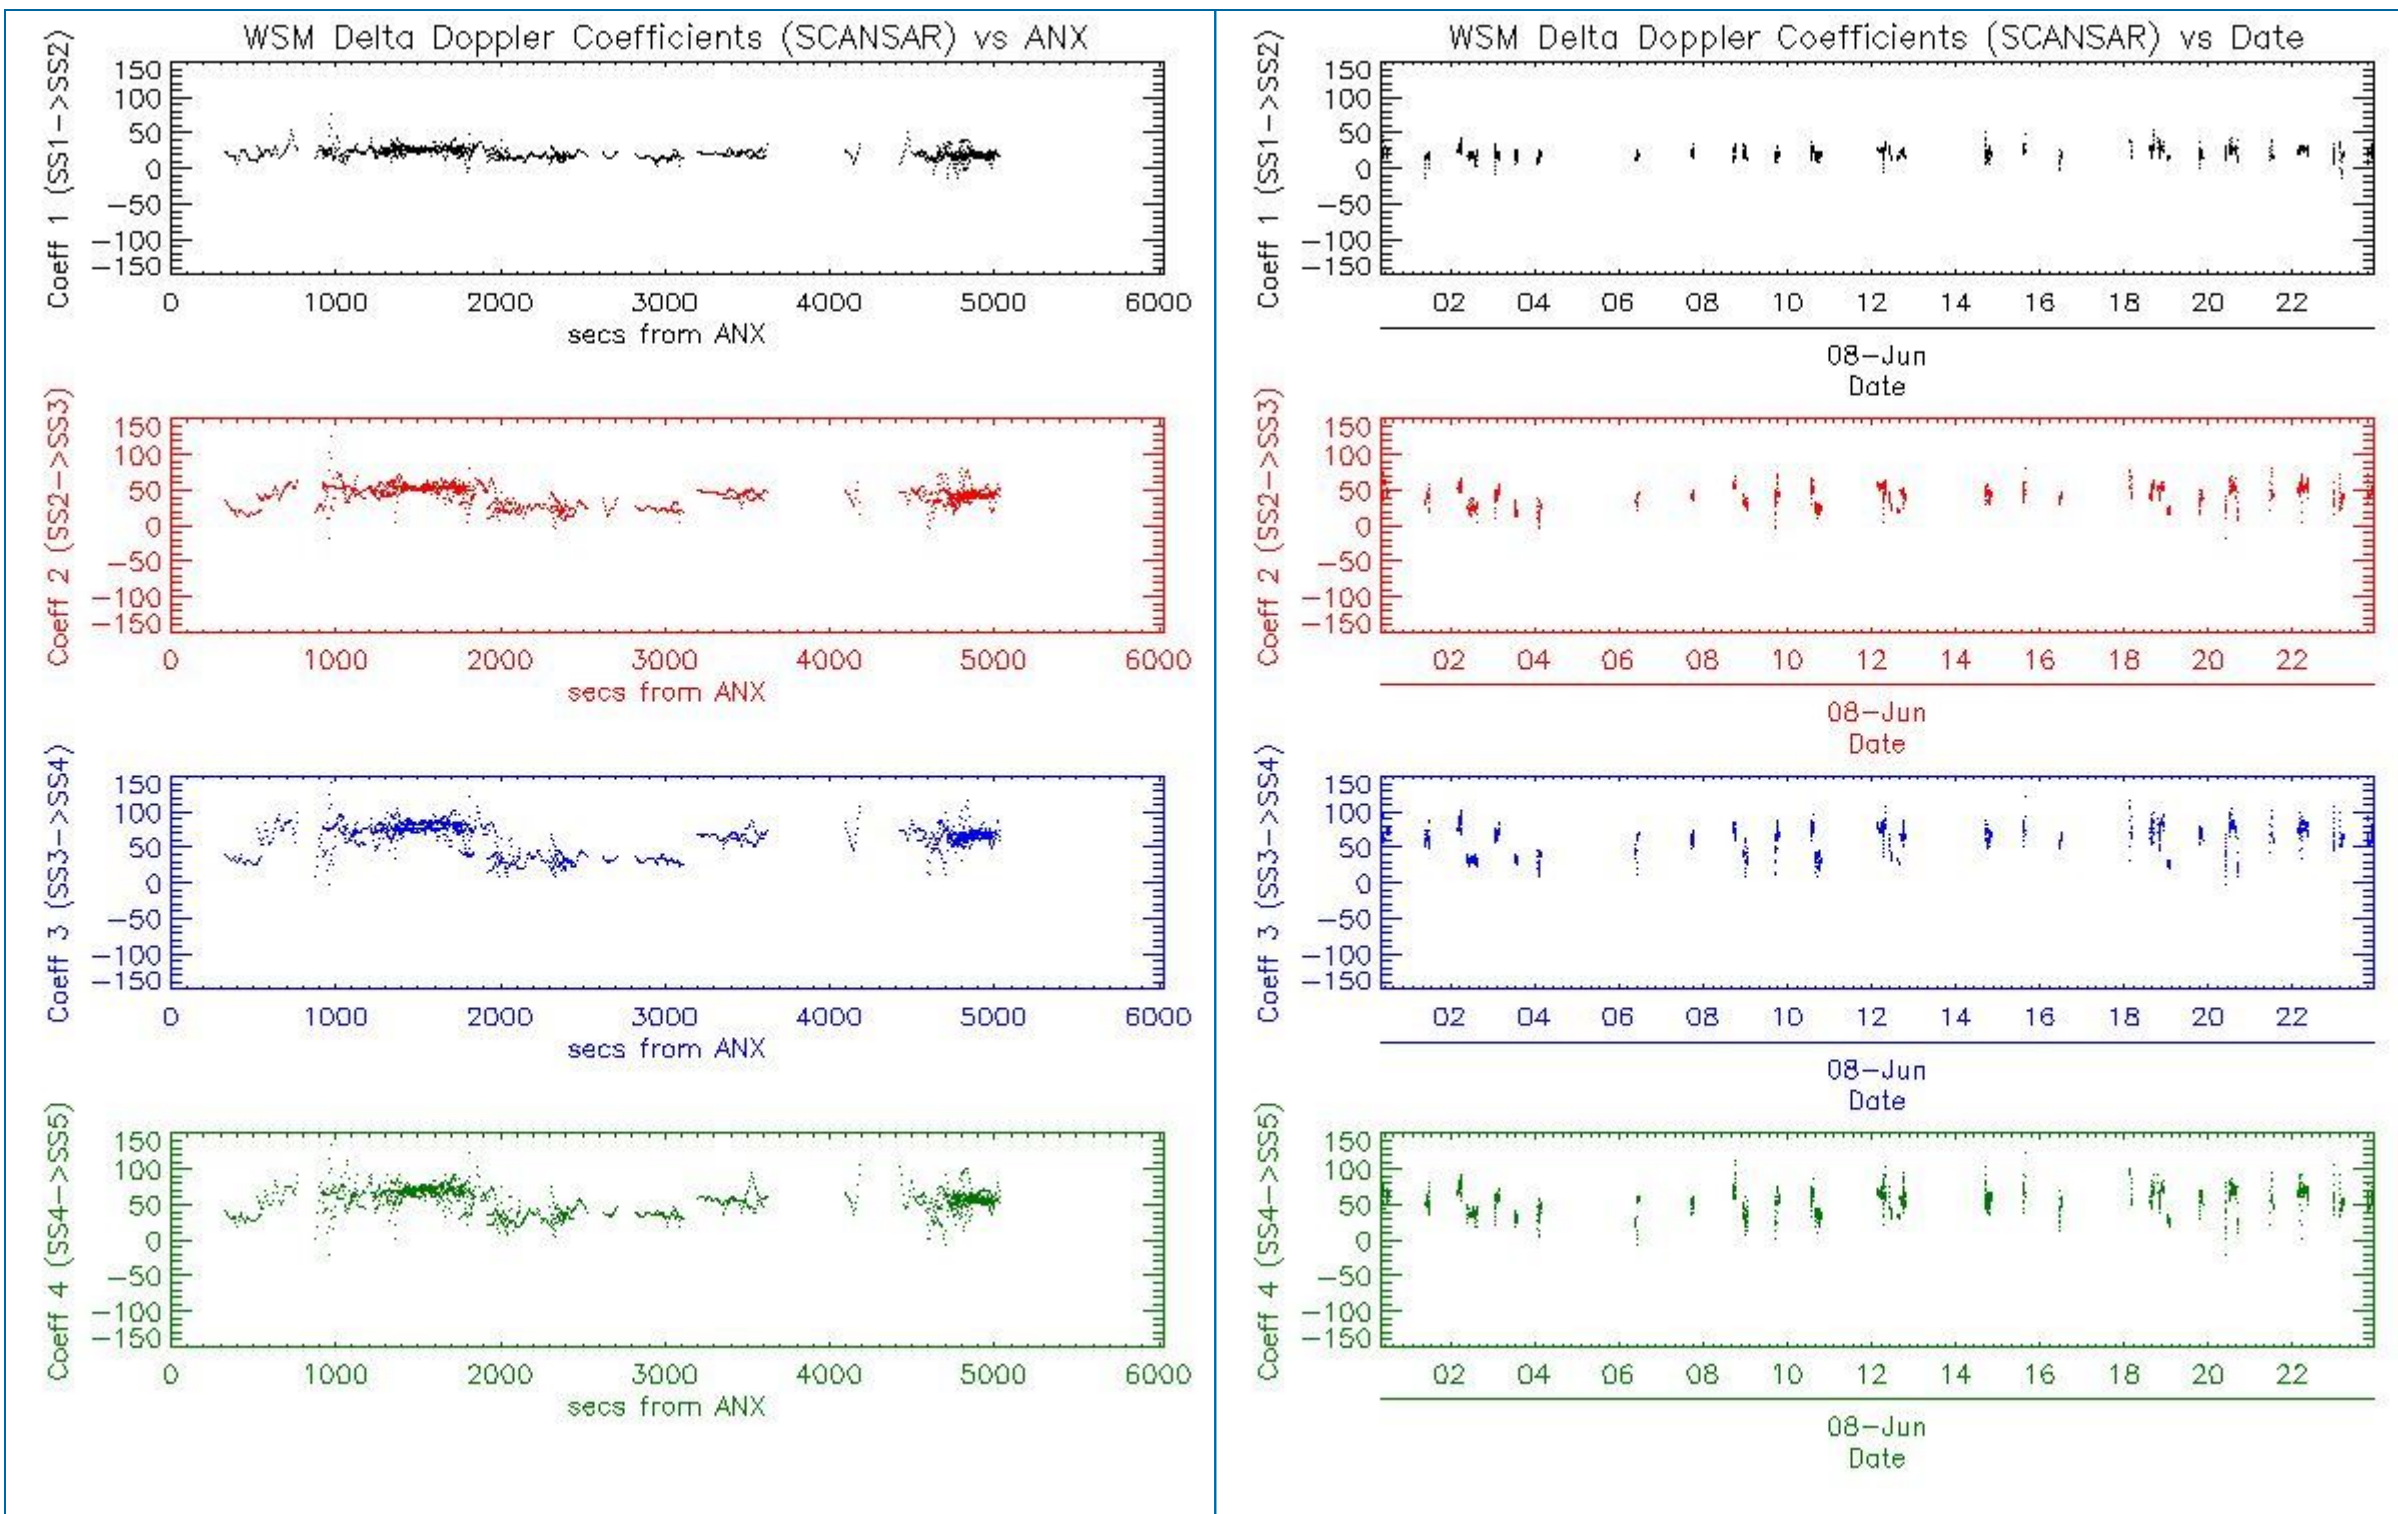 WSM Delta Doppler Coefficients (SCANSAR) vs ANX
Coeff 1 (SS1->SS2)
150
100
50
0
-50
-100
-150
0 1000 2000 3000 4000 5000 6000
secs from ANX
Coeff 2 (SS2->SS3)
150
100
50
0
-50
-100
-150
0 1000 2000 3000 4000 5000 6000
secs from ANX
Coeff 3 (SS3->SS4)
150
100
50
0
-50
-100
-150
0 1000 2000 3000 4000 5000 6000
secs from ANX
Coeff 4 (SS4->SS5)
150
100
50
0
-50
-100
-150
0 1000 2000 3000 4000 5000 6000
secs from ANX
WSM Delta Doppler Coefficients (SCANSAR) vs Date
Coeff 1 (SS1->SS2)
150
100
50
0
-50
-100
-150
02 04 06 08 10 12 14 16 18 20 22
08-Jun
Date
Coeff 2 (SS2->SS3)
150
100
50
0
-50
-100
-150
02 04 06 08 10 12 14 16 18 20 22
08-Jun
Date
Coeff 3 (SS3->SS4)
150
100
50
0
-50
-100
-150
02 04 06 08 10 12 14 16 18 20 22
08-Jun
Date
Coeff 4 (SS4->SS5)
150
100
50
0
-50
-100
-150
02 04 06 08 10 12 14 16 18 20 22
08-Jun
Date